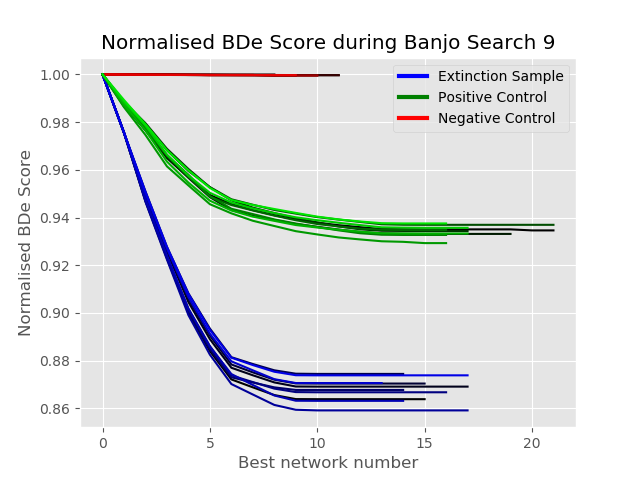 Normalised BDe Score during Banjo Search 9
1.00
0.98
0.96
0.94
0.92
0.90
0.88
0.86
Normalised BDe Score
Extinction Sample
Positive Control
Negative Control
0 5 10 15 20
Best network number